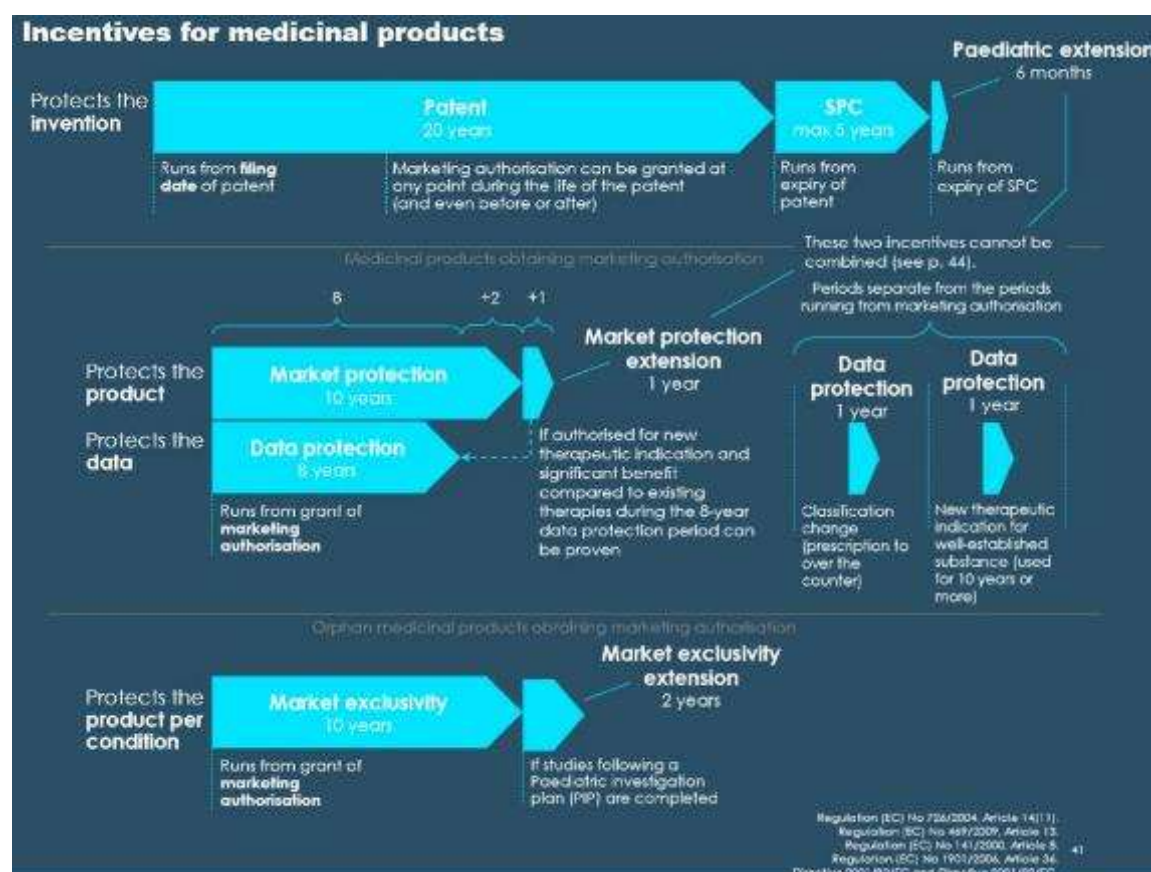 Incentives for medicinal products
Paediatric extension
6 months
Protects the
invention
Patent
20 years
SPC
max 5 years
Runs from filing
date of patent
Marketing authorisation can be granted at
any point during the life of the patent
(and even before or after)
Runs from
expiry of
patent
Runs from
expiry of SPC
These two incentives cannot be
combined (see p. 44).
Medicinal products obtaining marketing authorisation
Periods separate from the periods
running from marketing authorisation
8
+2
+1
Market protection
extension
1 year
Protects the
product
Market protection
10 years
Data
protection
1 year
Data
protection
1 year
Protects the
data
Data protection
8 years
If authorised for new
therapeutic indication and
significant benefit
compared to existing
therapies during the 8-year
data protection period can
be proven
Runs from grant of
marketing
authorisation
Classification
change
(prescription to
over the
counter)
New therapeutic
indication for
well-established
substance (used
for 10 years or
more)
Orphan medicinal products obtaining marketing authorisation
Market exclusivity
extension
2 years
Protects the
product per
condition
Market exclusivity
10 years
Runs from grant of
marketing
authorisation
If studies following a
Paediatric investigation
plan (PIP) are completed
Regulation (EC) No 726/2004, Article 14(11).
Regulation (EC) No 469/2009, Article 13.
Regulation (EC) No 141/2000, Article 8.
Regulation (EC) No 1901/2006, Article 36.
41